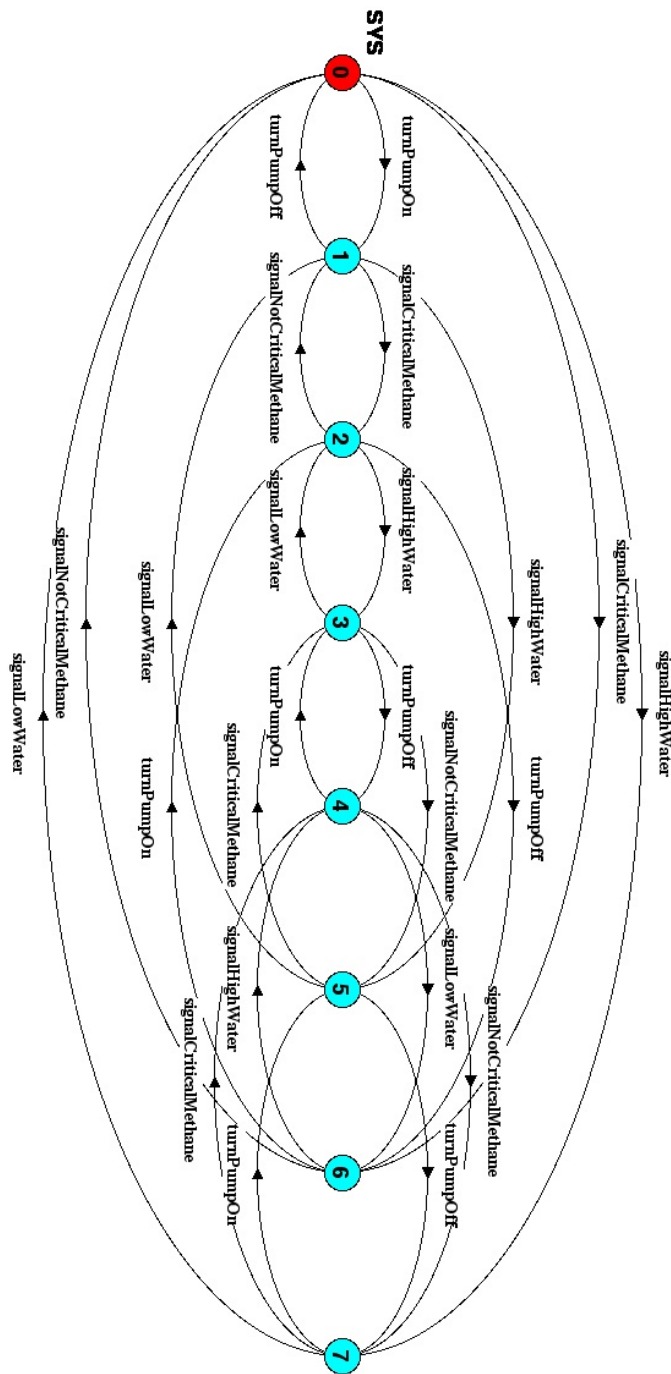 SYS
0
turnPumpOn
turnPumpOff
1
signalCriticalMethane
signalNotCriticalMethane
2
signalHighWater
signalLowWater
3
signalHighWater
signalCriticalMethane
signalLowWater
signalNotCriticalMethane
turnPumpOff
turnPumpOn
signalHighWater
signalLowWater
4
signalNotCriticalMethane
signalCriticalMethane
turnPumpOff
turnPumpOn
5
signalLowWater
signalHighWater
signalNotCriticalMethane
signalCriticalMethane
6
turnPumpOff
turnPumpOn
7